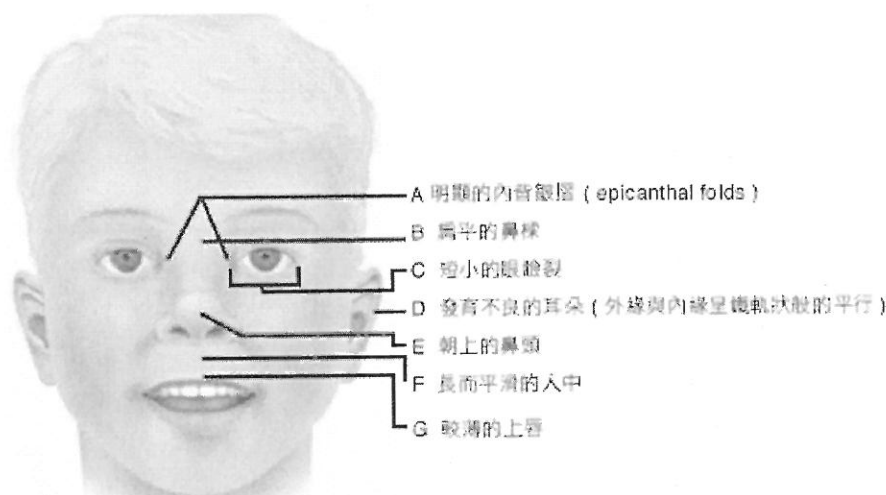 A 明顯的內眥皺摺 ( epicanthal folds )
B 扁平的鼻樑
C 短小的眼瞼裂
D 發育不良的耳朵 ( 外緣與內緣呈鐵軌狀般的平行 )
E 朝上的鼻頭
F 長而平滑的人中
G 較薄的上唇